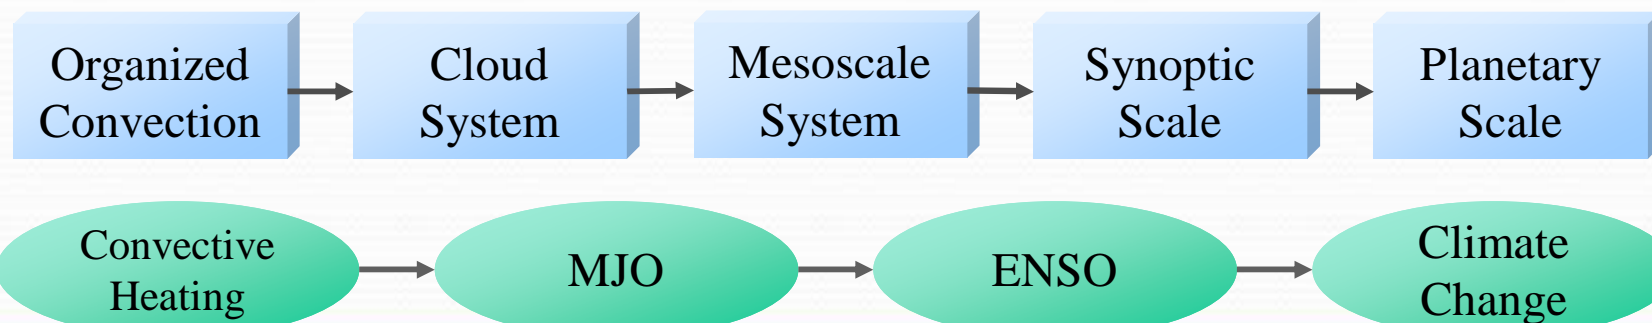 Organized
Convection
Cloud
System
Mesoscale
System
Synoptic
Scale
Planetary
Scale
Convective
Heating
MJO
ENSO
Climate
Change